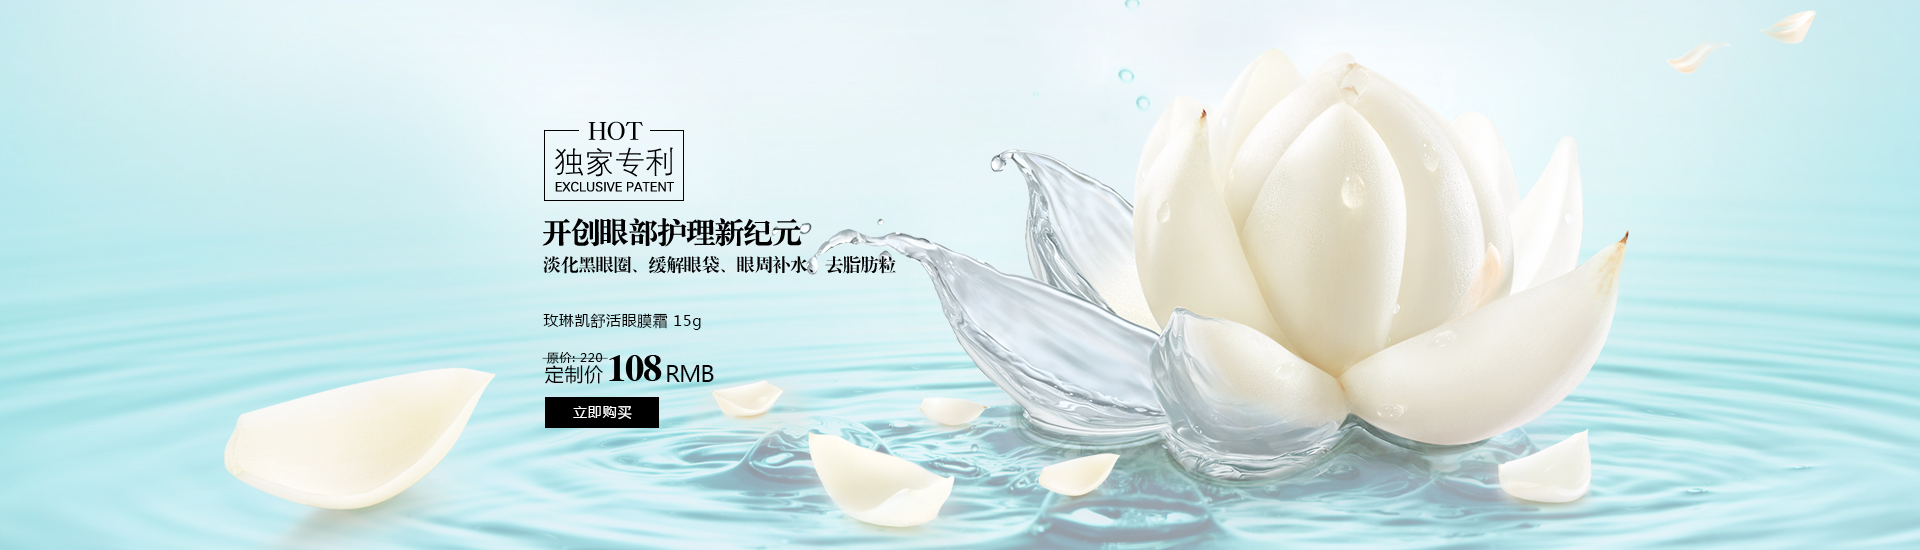 HOT
独家专利
EXCLUSIVE PATENT
开创眼部护理新纪元
淡化黑眼圈、缓解眼袋、眼周补水、去脂肪粒
玫琳凯舒活眼膜霜 15g
原价: 220
定制价 108 RMB
立即购买